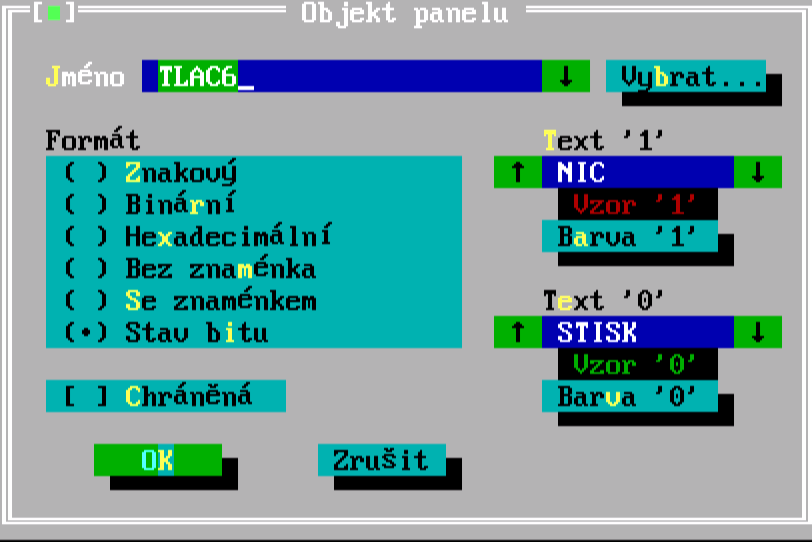 [■] Objekt panelu
Jméno TLAC6_ ↓ Vybrat...
Formát
( ) Znakový
( ) Binární
( ) Hexadecimální
( ) Bez znaménka
( ) Se znaménkem
(•) Stav bitu
[ ] Chráněná
Text '1'
↑ NIC ↓
Vzor '1'
Barva '1'
Text '0'
↑ STISK ↓
Vzor '0'
Barva '0'
OK Zrušit